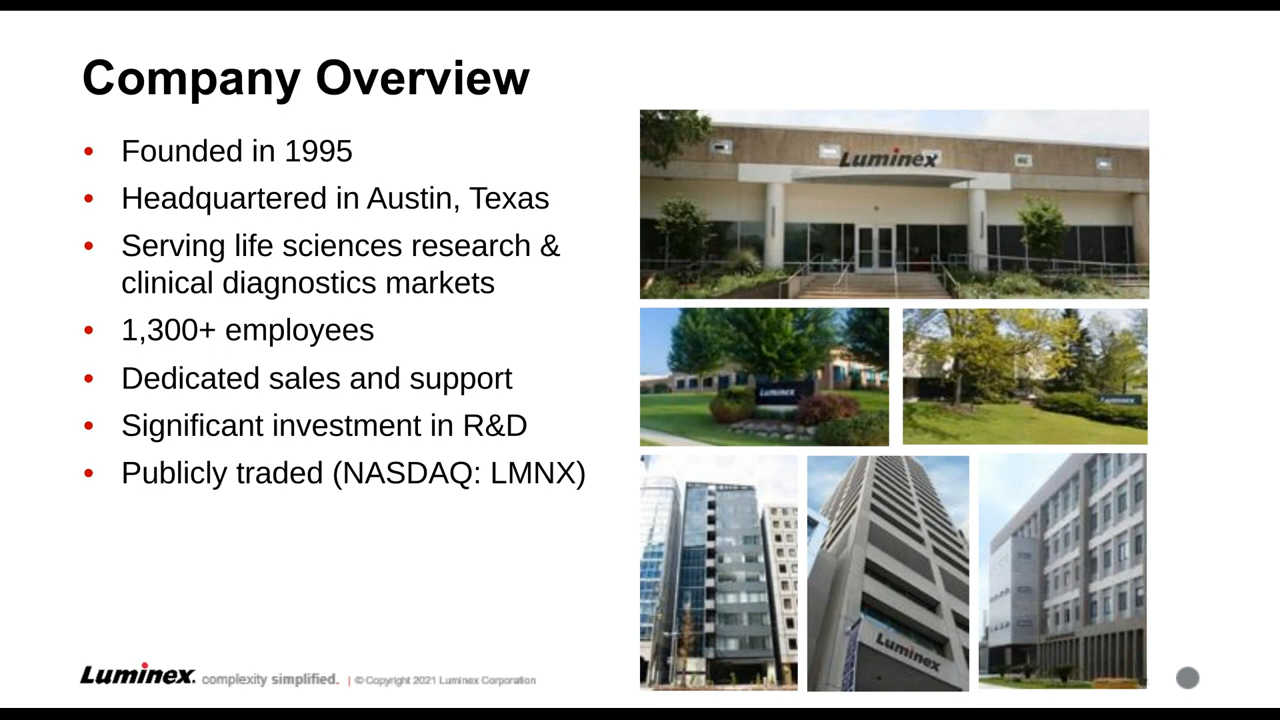 Company Overview
• Founded in 1995
• Headquartered in Austin, Texas
• Serving life sciences research &
clinical diagnostics markets
• 1,300+ employees
• Dedicated sales and support
• Significant investment in R&D
• Publicly traded (NASDAQ: LMNX)
Luminex
Luminex
Luminex
Luminex
Luminex. complexity simplified. | © Copyright 2021 Luminex Corporation